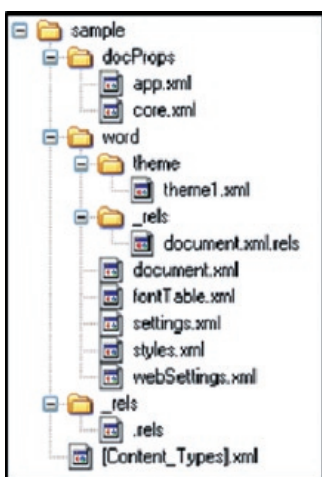 sample
docProps
app.xml
core.xml
word
theme
theme1.xml
_rels
document.xml.rels
document.xml
fontTable.xml
settings.xml
styles.xml
webSettings.xml
_rels
.rels
[Content_Types].xml